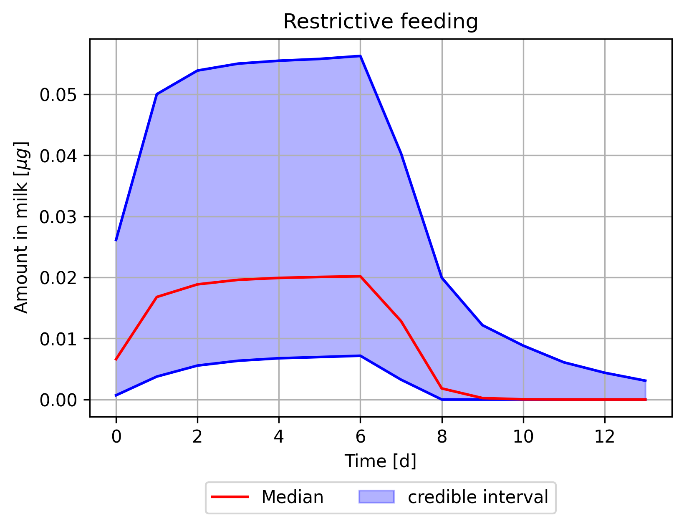 Restrictive feeding
Amount in milk [μg]
0.05
0.04
0.03
0.02
0.01
0.00
0 2 4 6 8 10 12
Time [d]
Median credible interval